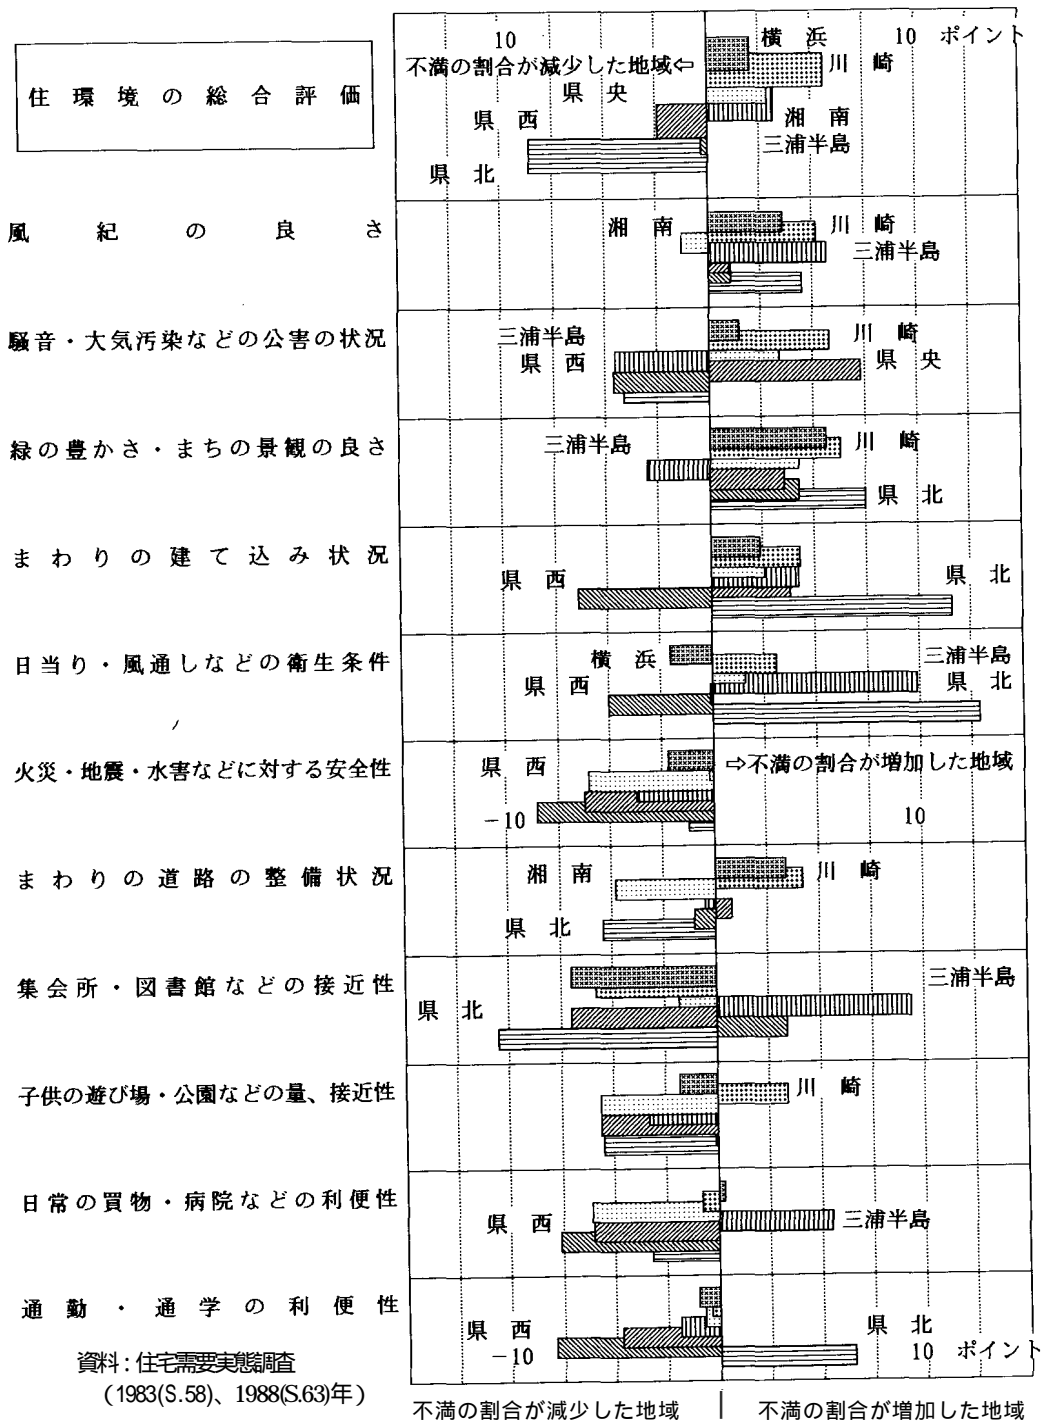 住環境の総合評価
10
不満の割合が減少した地域⇦
県央
県西
県北
横浜
10 ポイント
川崎
湘南
三浦半島
風紀の良さ
湘南
川崎
三浦半島
騒音・大気汚染などの公害の状況
三浦半島
県西
川崎
県央
緑の豊かさ・まちの景観の良さ
三浦半島
川崎
県北
まわりの建て込み状況
県西
県北
日当り・風通しなどの衛生条件
横浜
県西
三浦半島
県北
火災・地震・水害などに対する安全性
県西
-10
⇨不満の割合が増加した地域
10
まわりの道路の整備状況
湘南
県北
川崎
集会所・図書館などの接近性
県北
三浦半島
子供の遊び場・公園などの量、接近性
川崎
日常の買物・病院などの利便性
県西
三浦半島
通勤・通学の利便性
県西
-10
県北
10 ポイント
資料：住宅需要実態調査
（1983(S.58)、1988(S.63)年）
不満の割合が減少した地域 | 不満の割合が増加した地域